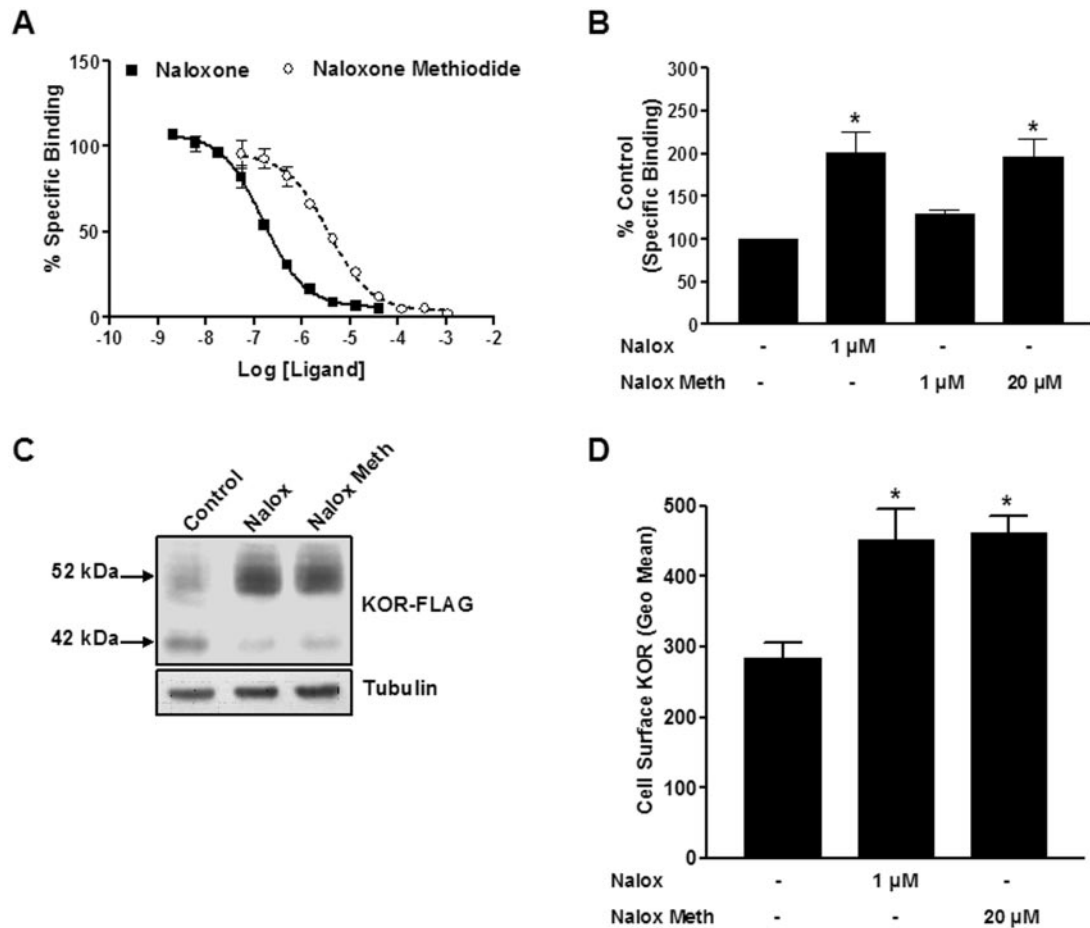 A
Naloxone
Naloxone Methiodide
% Specific Binding
150
100
50
0
-10 -9 -8 -7 -6 -5 -4 -3 -2
Log [Ligand]
B
% Control
(Specific Binding)
300
250
200
150
100
50
0
* *
Nalox - 1 µM - -
Nalox Meth - - 1 µM 20 µM
C
Control Nalox Nalox Meth
52 kDa
42 kDa
KOR-FLAG
Tubulin
D
Cell Surface KOR (Geo Mean)
500
400
300
200
100
0
* *
Nalox - 1 µM -
Nalox Meth - - 20 µM